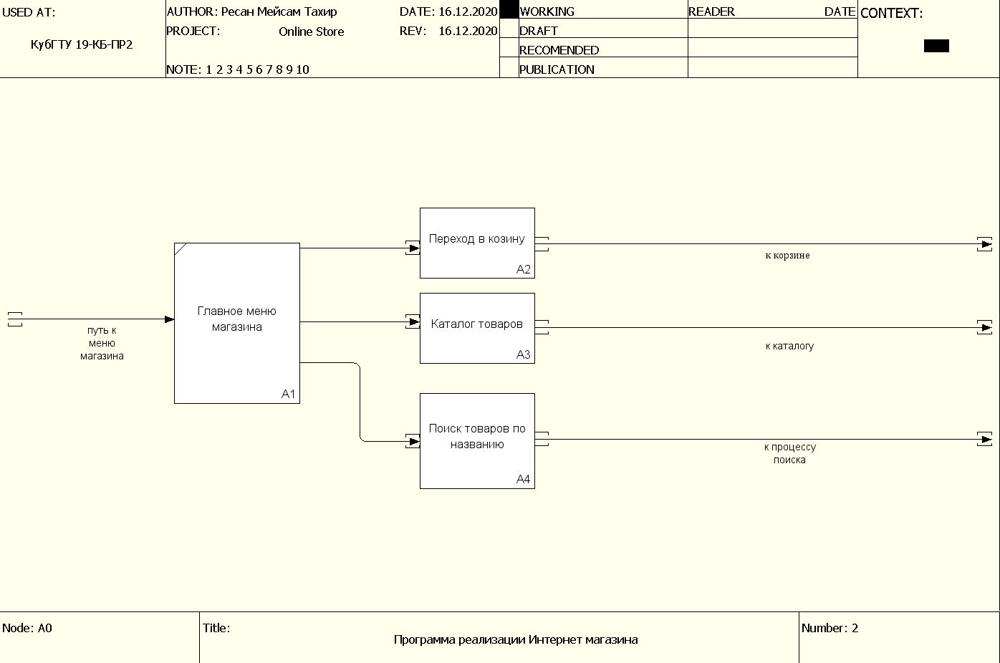 USED AT:
КубГТУ 19-КБ-ПР2
AUTHOR: Ресан Мейсам Тахир
DATE: 16.12.2020
PROJECT: Online Store
REV: 16.12.2020
NOTE: 1 2 3 4 5 6 7 8 9 10
WORKING
DRAFT
RECOMENDED
PUBLICATION
READER
DATE
CONTEXT:
путь к
меню
магазина
Главное меню
магазина
A1
Переход в козину
A2
Каталог товаров
A3
Поиск товаров по
названию
A4
к корзине
к каталогу
к процессу
поиска
Node: A0
Title:
Программа реализации Интернет магазина
Number: 2